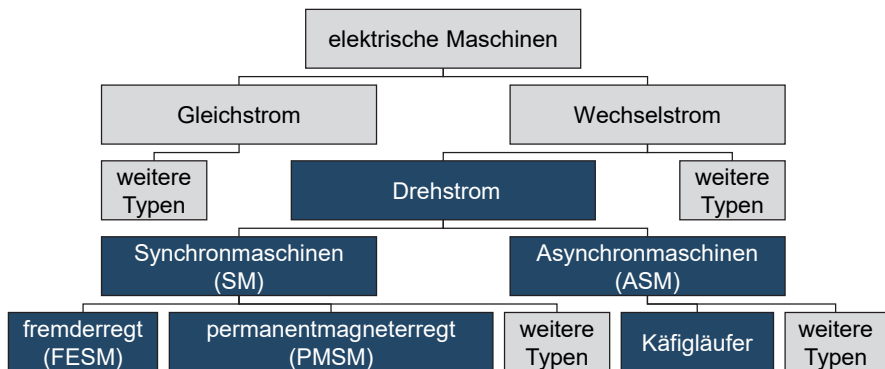 elektrische Maschinen
Gleichstrom
Wechselstrom
weitere
Typen
Drehstrom
weitere
Typen
Synchronmaschinen
(SM)
Asynchronmaschinen
(ASM)
fremderregt
(FESM)
permanentmagneterregt
(PMSM)
weitere
Typen
Käfigläufer
weitere
Typen